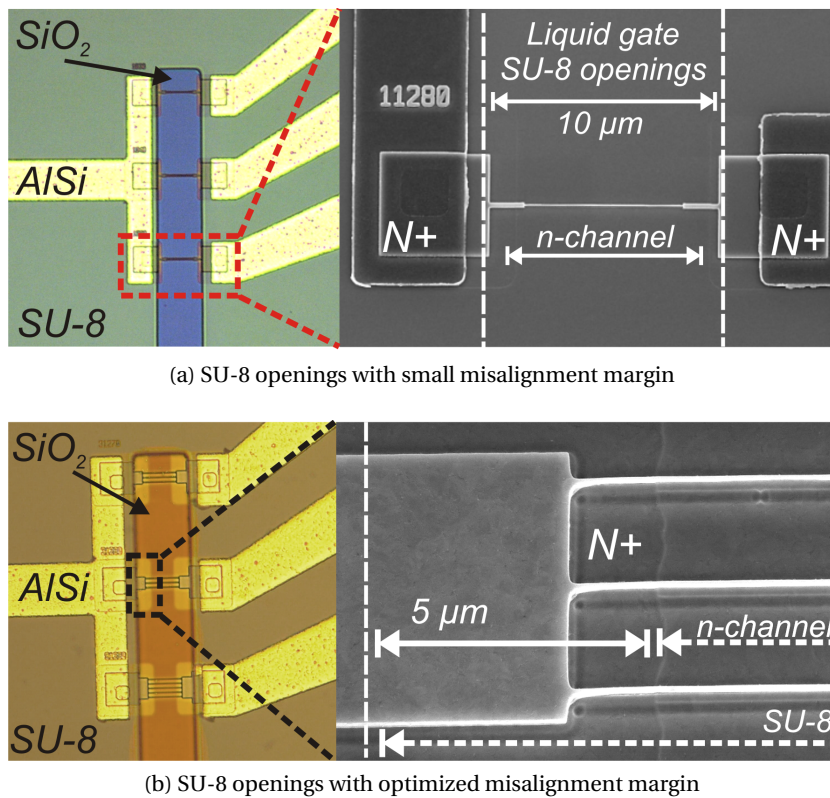 SiO2
AlSi
SU-8
Liquid gate
SU-8 openings
11280
10 µm
N+
n-channel
N+
(a) SU-8 openings with small misalignment margin
SiO2
AlSi
SU-8
N+
5 µm
n-channel
SU-8
(b) SU-8 openings with optimized misalignment margin